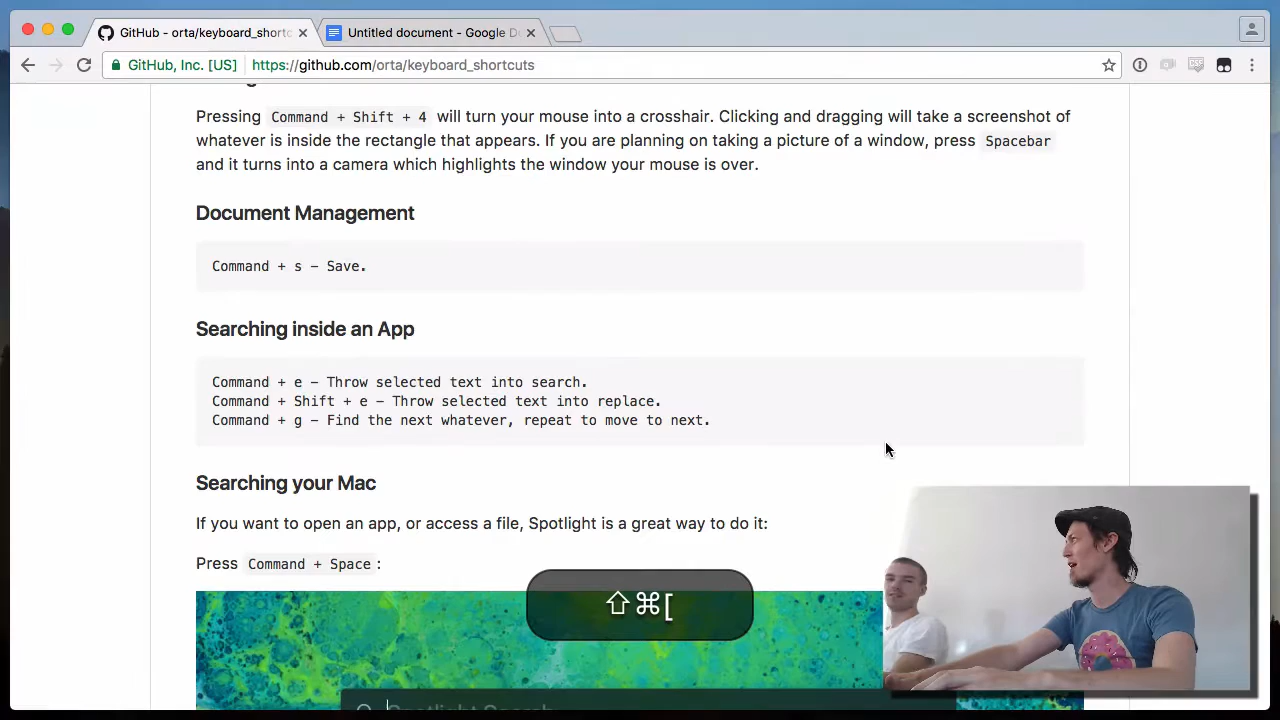 GitHub - orta/keyboard_shortc
Untitled document - Google D
GitHub, Inc. [US]
https://github.com/orta/keyboard_shortcuts
Pressing Command + Shift + 4 will turn your mouse into a crosshair. Clicking and dragging will take a screenshot of
whatever is inside the rectangle that appears. If you are planning on taking a picture of a window, press Spacebar
and it turns into a camera which highlights the window your mouse is over.
Document Management
Command + s – Save.
Searching inside an App
Command + e – Throw selected text into search.
Command + Shift + e – Throw selected text into replace.
Command + g – Find the next whatever, repeat to move to next.
Searching your Mac
If you want to open an app, or access a file, Spotlight is a great way to do it:
Press Command + Space :
⇧⌘[
Spotlight Search